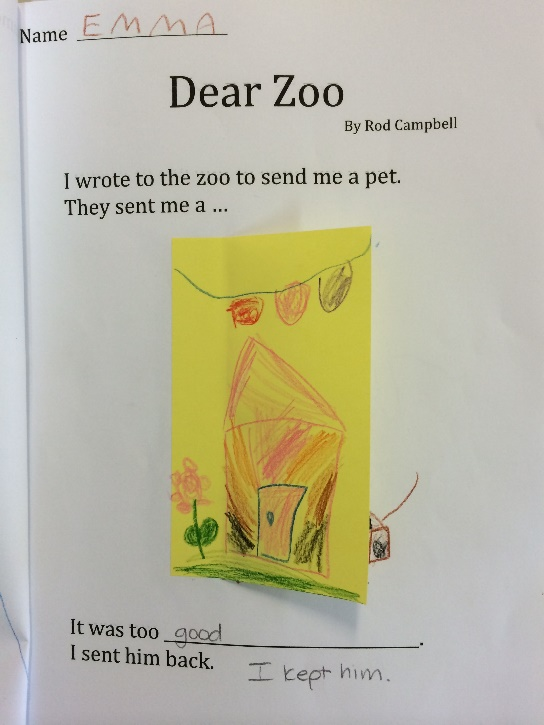 Name EMMA
Dear Zoo
By Rod Campbell
I wrote to the zoo to send me a pet.
They sent me a ...
It was too good.
I sent him back.
I kept him.